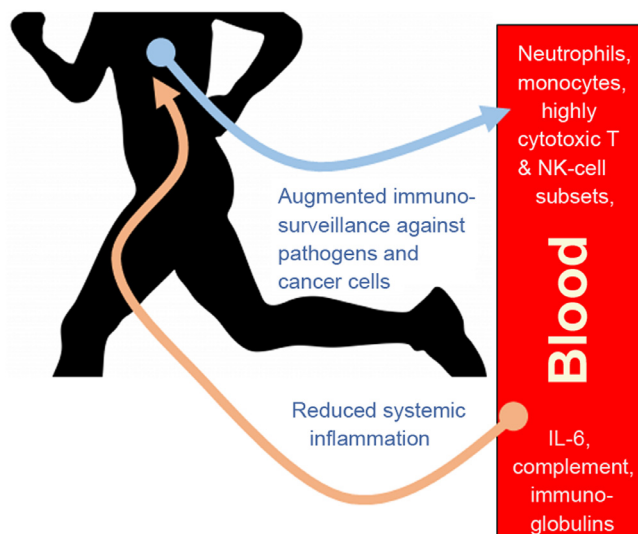 Neutrophils,
monocytes,
highly
cytotoxic T
& NK-cell
subsets,
Augmented immuno-
surveillance against
pathogens and
cancer cells
Blood
Reduced systemic
inflammation
IL-6,
complement,
immuno-
globulins